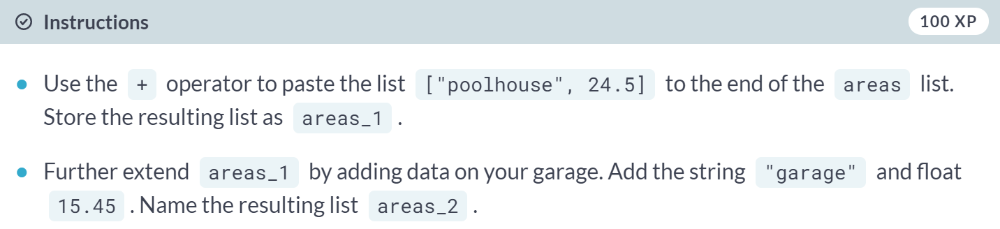 Instructions
100 XP
Use the + operator to paste the list ["poolhouse", 24.5] to the end of the areas list.
Store the resulting list as areas_1 .
Further extend areas_1 by adding data on your garage. Add the string "garage" and float
15.45 . Name the resulting list areas_2 .